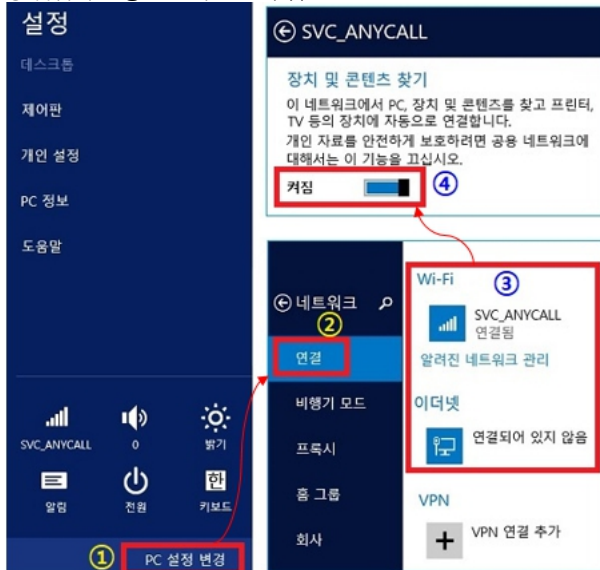 설정
데스크톱
제어판
개인 설정
PC 정보
도움말
SVC_ANYCALL
0
밝기
알림
전원
한
키보드
① PC 설정 변경
SVC_ANYCALL
장치 및 콘텐츠 찾기
이 네트워크에서 PC, 장치 및 콘텐츠를 찾고 프린터,
TV 등의 장치에 자동으로 연결합니다.
개인 자료를 안전하게 보호하려면 공용 네트워크에
대해서는 이 기능을 끄십시오.
켜짐 ④
네트워크
②
연결
비행기 모드
프록시
홈 그룹
회사
Wi-Fi ③
SVC_ANYCALL
연결됨
알려진 네트워크 관리
이더넷
연결되어 있지 않음
VPN
VPN 연결 추가